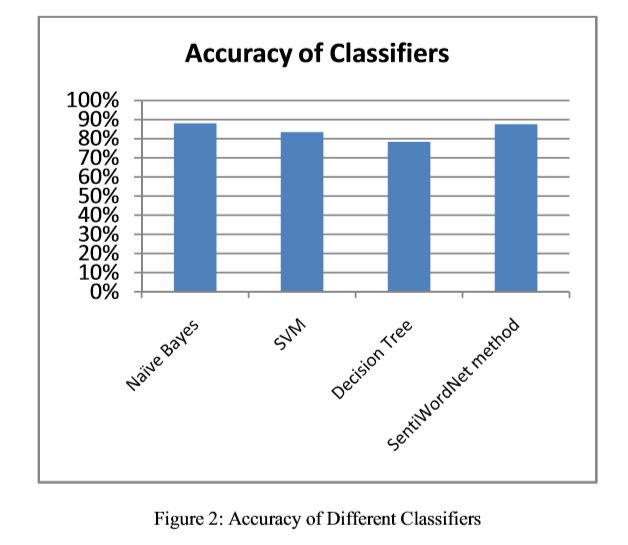 Accuracy of Classifiers
100%
90%
80%
70%
60%
50%
40%
30%
20%
10%
0%
Naïve Bayes
SVM
Decision Tree
SentiWordNet method
Figure 2: Accuracy of Different Classifiers